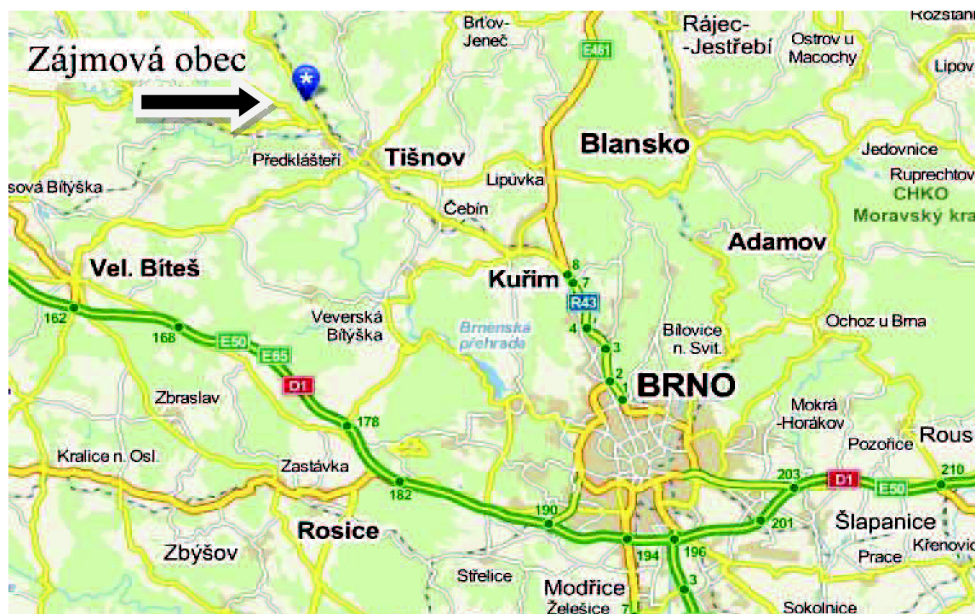 Brťov-
-Jeneč
E461
Rájec-
-Jestřebí
Ostrov u
Macochy
Lipov
Zájmová obec
*
Předklášteří
Tišnov
Lipůvka
Blansko
Jedovnice
Ruprechtov
CHKO
Moravský kra
sová Bítýška
Čebín
Adamov
Vel. Bíteš
Kuřim
8
7
R43
162
168
E50
E65
D1
Veverská
Bítýška
Brněnská
přehrada
4
3
2
1
Bílovice
n. Svit.
Ochoz u Brna
BRNO
Zbraslav
178
Mokrá
-Horákov
Pozořice
Rous
Kralice n. Osl.
Zastávka
182
203
D1
E50
210
190
201
Šlapanice
Rosice
Zbýšov
194
196
Prace
Křenovic
Střelice
Modřice
3
Želešice
7
Sokolnice